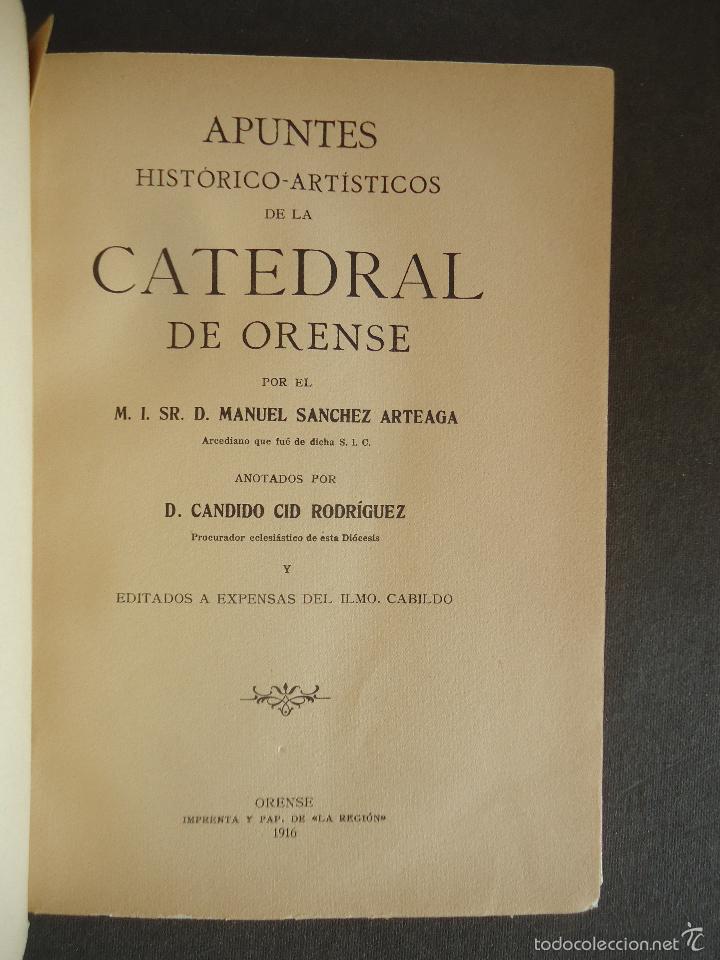 APUNTES
HISTÓRICO-ARTÍSTICOS
DE LA
CATEDRAL
DE ORENSE
POR EL
M. I. SR. D. MANUEL SANCHEZ ARTEAGA
Arcediano que fué de dicha S. I. C.
ANOTADOS POR
D. CANDIDO CID RODRÍGUEZ
Procurador eclesiástico de esta Diócesis
Y
EDITADOS A EXPENSAS DEL ILMO. CABILDO
ORENSE
IMPRENTA Y PAP. DE «LA REGIÓN»
1916
todocoleccion.net tc